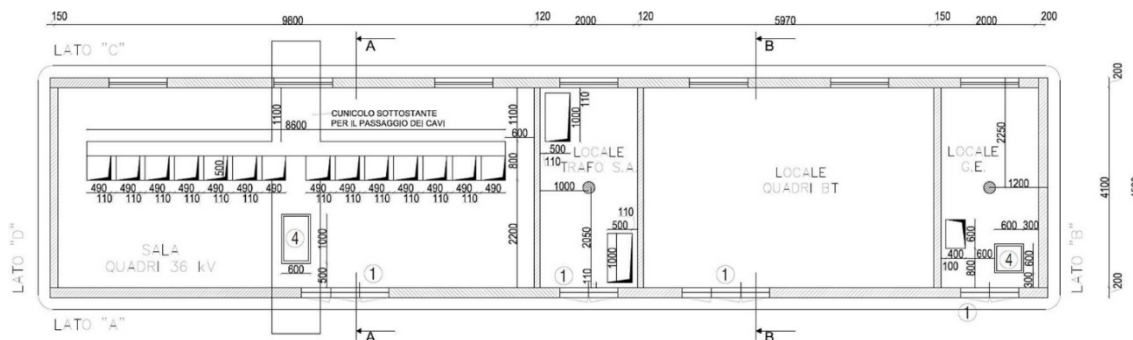 150 9800 120 2000 120 5970 150 2000 200
LATO "C"
A
B
200
CUNICOLO SOTTOSTANTE
PER IL PASSAGGIO DEI CAVI
1100
8600
1100
600
110
1000
500
110
LOCALE
TRAFO S.A.
1000
2250
LOCALE
G.E.
1200
500
800
490 490 490 490 490 490 490 490 490 490 490 490 490 490
110 110 110 110 110 110 110 110 110 110 110 110
LOCALE
QUADRI BT
4100
LATO "D"
SALA
QUADRI 36 kV
4
600
1000
500
2200
2050
110
110
500
1000
600 300
600
400
100
600
800
4
600
300
LATO "B"
1
1
1
1
200
LATO "A"
A
B